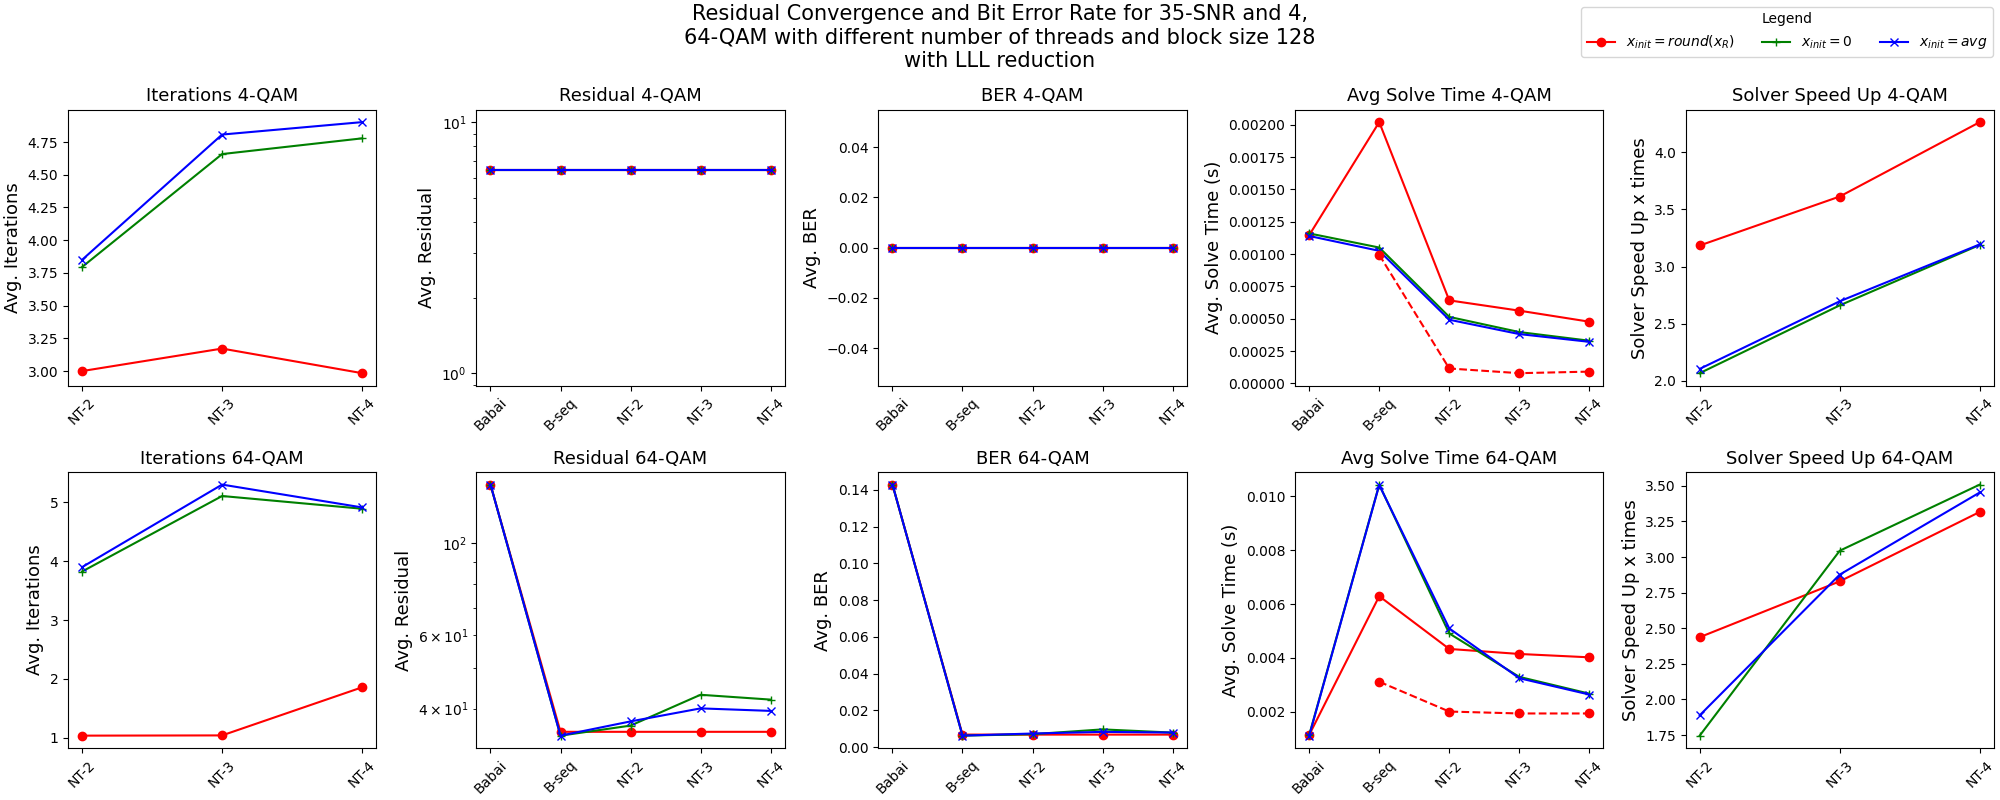 Residual Convergence and Bit Error Rate for 35-SNR and 4,
64-QAM with different number of threads and block size 128
with LLL reduction
Legend
x_init = round(x_R)
x_init = 0
x_init = avg
Iterations 4-QAM
Avg. Iterations
4.75
4.50
4.25
4.00
3.75
3.50
3.25
3.00
NT-2
NT-3
NT-4
Residual 4-QAM
Avg. Residual
10^1
10^0
Babai
B-seq
NT-2
NT-3
NT-4
BER 4-QAM
Avg. BER
0.04
0.02
0.00
−0.02
−0.04
Babai
B-seq
NT-2
NT-3
NT-4
Avg Solve Time 4-QAM
Avg. Solve Time (s)
0.00200
0.00175
0.00150
0.00125
0.00100
0.00075
0.00050
0.00025
0.00000
Babai
B-seq
NT-2
NT-3
NT-4
Solver Speed Up 4-QAM
Solver Speed Up x times
4.0
3.5
3.0
2.5
2.0
NT-2
NT-3
NT-4
Iterations 64-QAM
Avg. Iterations
5
4
3
2
1
NT-2
NT-3
NT-4
Residual 64-QAM
Avg. Residual
10^2
6 × 10^1
4 × 10^1
Babai
B-seq
NT-2
NT-3
NT-4
BER 64-QAM
Avg. BER
0.14
0.12
0.10
0.08
0.06
0.04
0.02
0.00
Babai
B-seq
NT-2
NT-3
NT-4
Avg Solve Time 64-QAM
Avg. Solve Time (s)
0.010
0.008
0.006
0.004
0.002
Babai
B-seq
NT-2
NT-3
NT-4
Solver Speed Up 64-QAM
Solver Speed Up x times
3.50
3.25
3.00
2.75
2.50
2.25
2.00
1.75
NT-2
NT-3
NT-4